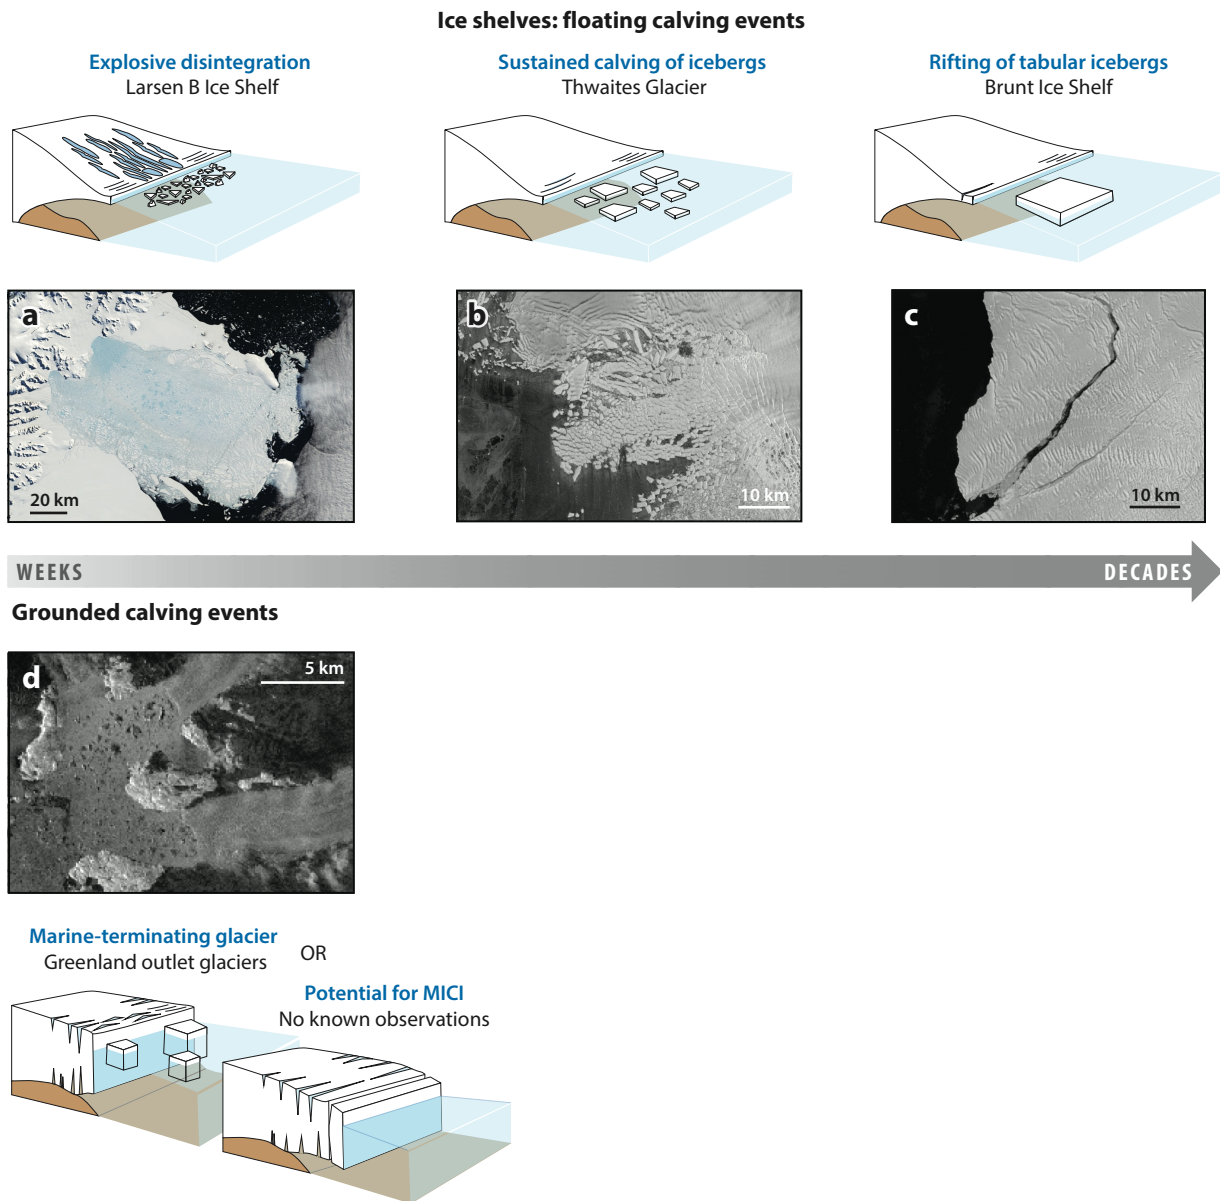 Ice shelves: floating calving events
Explosive disintegration
Larsen B Ice Shelf
Sustained calving of icebergs
Thwaites Glacier
Rifting of tabular icebergs
Brunt Ice Shelf
a
20 km
b
10 km
c
10 km
WEEKS
DECADES
Grounded calving events
d
5 km
Marine-terminating glacier
Greenland outlet glaciers
OR
Potential for MICI
No known observations